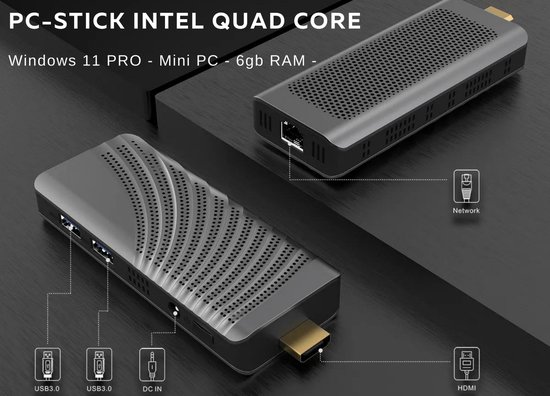 PC-STICK INTEL QUAD CORE
Windows 11 PRO - Mini PC - 6gb RAM -
Network
USB3.0
USB3.0
DC IN
HDMI